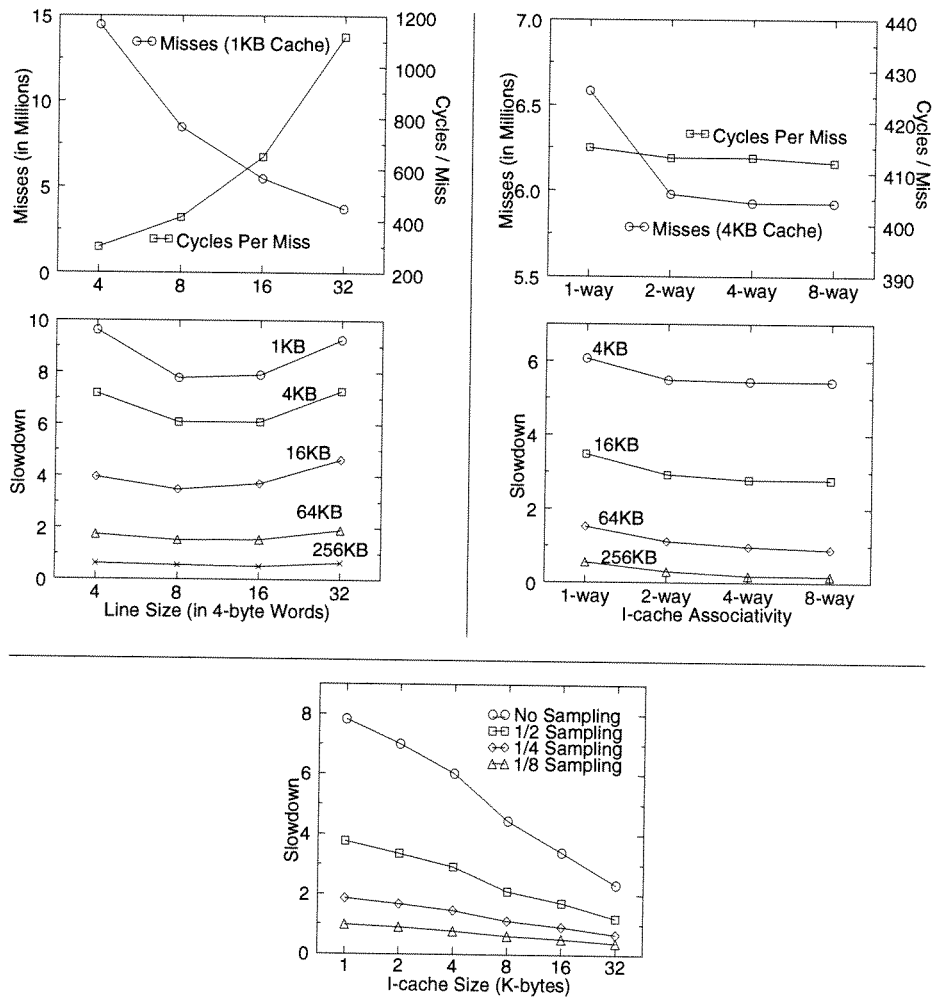 15
10
5
0
Misses (in Millions)
Misses (1KB Cache)
Cycles Per Miss
1200
1000
800
600
400
200
Cycles / Miss
4 8 16 32
10
8
6
4
2
0
Slowdown
1KB
4KB
16KB
64KB
256KB
4 8 16 32
Line Size (in 4-byte Words)
7.0
6.5
6.0
5.5
Misses (in Millions)
Cycles Per Miss
Misses (4KB Cache)
440
430
420
410
400
390
Cycles / Miss
1-way 2-way 4-way 8-way
6
4
2
0
Slowdown
4KB
16KB
64KB
256KB
1-way 2-way 4-way 8-way
I-cache Associativity
8
6
4
2
0
Slowdown
No Sampling
1/2 Sampling
1/4 Sampling
1/8 Sampling
1 2 4 8 16 32
I-cache Size (K-bytes)